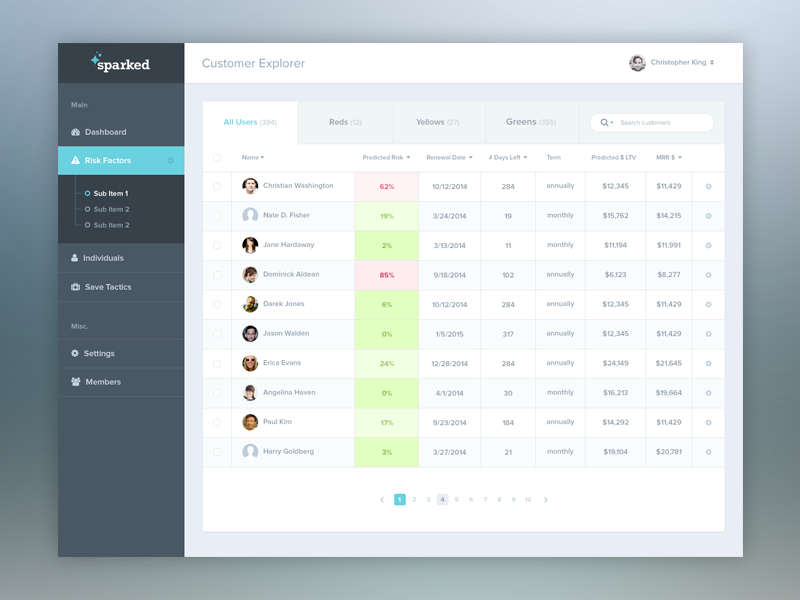 sparked
Customer Explorer
Christopher King
Main
Dashboard
Risk Factors
Sub Item 1
Sub Item 2
Sub Item 2
Individuals
Save Tactics
Misc.
Settings
Members
All Users (384) Reds (12) Yellows (27) Greens (355) Search customers
Name Predicted Risk Renewal Date # Days Left Term Predicted $ LTV MRR $
Christian Washington 62% 10/12/2014 284 annually $12,345 $11,429
Nate D. Fisher 19% 3/24/2014 19 monthly $15,762 $14,215
Jane Hardaway 2% 3/13/2014 11 monthly $11,194 $11,991
Dominick Aldean 85% 9/18/2014 102 annually $6,123 $8,277
Darek Jones 6% 10/12/2014 284 annually $12,345 $11,429
Jason Walden 0% 1/5/2015 317 annually $12,345 $11,429
Erica Evans 24% 12/28/2014 284 annually $24,149 $21,645
Angelina Haven 0% 4/1/2014 30 monthly $16,213 $19,664
Paul Kim 17% 9/23/2014 184 annually $14,292 $11,429
Harry Goldberg 3% 3/27/2014 21 monthly $19,104 $20,781
1 2 3 4 5 6 7 8 9 10